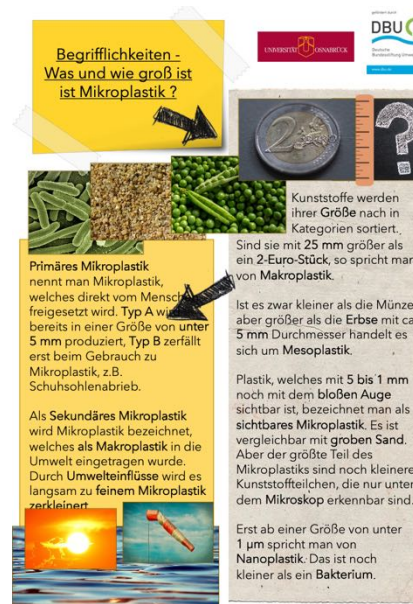 Begrifflichkeiten -
Was und wie groß ist
ist Mikroplastik ?
UNIVERSITÄT OSNABRÜCK
gefördert durch
DBU
Deutsche
Bundesstiftung
www.dbu.de
Kunststoffe werden
ihrer Größe nach in
Kategorien sortiert.
Sind sie mit 25 mm größer als
ein 2-Euro-Stück, so spricht man
von Makroplastik.
Ist es zwar kleiner als die Münze
aber größer als die Erbse mit ca
5 mm Durchmesser handelt es
sich um Mesoplastik.
Plastik, welches mit 5 bis 1 mm
noch mit dem bloßen Auge
sichtbar ist, bezeichnet man als
sichtbares Mikroplastik. Es ist
vergleichbar mit groben Sand.
Aber der größte Teil des
Mikroplastiks sind noch kleinere
Kunststoffteilchen, die nur unter
dem Mikroskop erkennbar sind.
Erst ab einer Größe von unter
1 µm spricht man von
Nanoplastik. Das ist noch
kleiner als ein Bakterium.
Primäres Mikroplastik
nennt man Mikroplastik,
welches direkt vom Mensch
freigesetzt wird. Typ A wird
bereits in einer Größe von unter
5 mm produziert, Typ B zerfällt
erst beim Gebrauch zu
Mikroplastik, z.B.
Schuhsohlenabrieb.
Als Sekundäres Mikroplastik
wird Mikroplastik bezeichnet,
welches als Makroplastik in die
Umwelt eingetragen wurde.
Durch Umwelteinflüsse wird es
langsam zu feinem Mikroplastik
zerkleinert